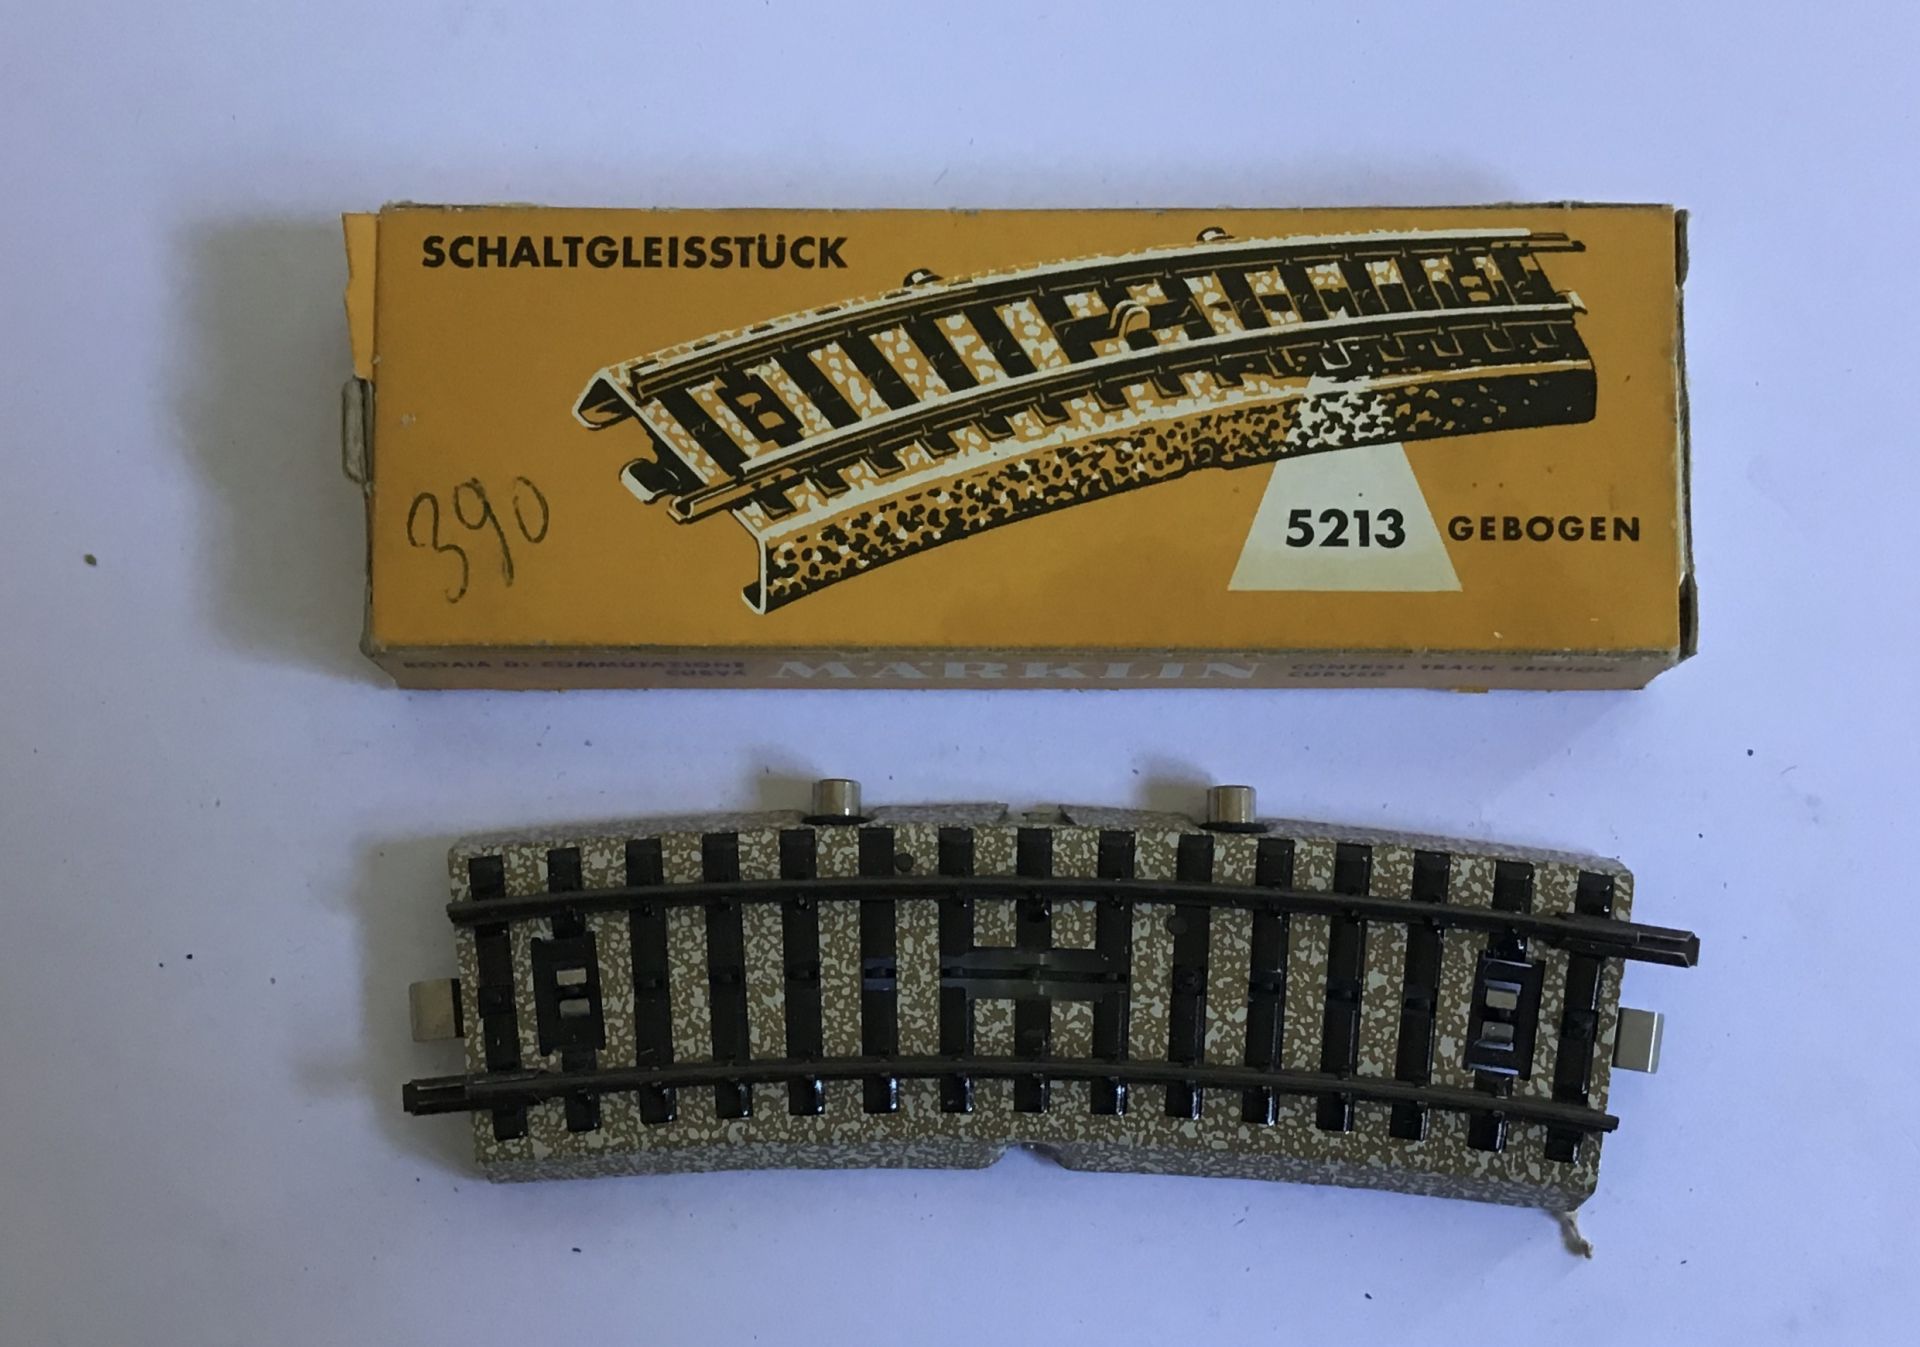 SCHALTGLEISSTÜCK
390
5213 GEBOGEN
ROTAIA DI COMMUTAZIONE
CURVA
MÄRKLIN
CONTROL TRACK SECTION
CURVED